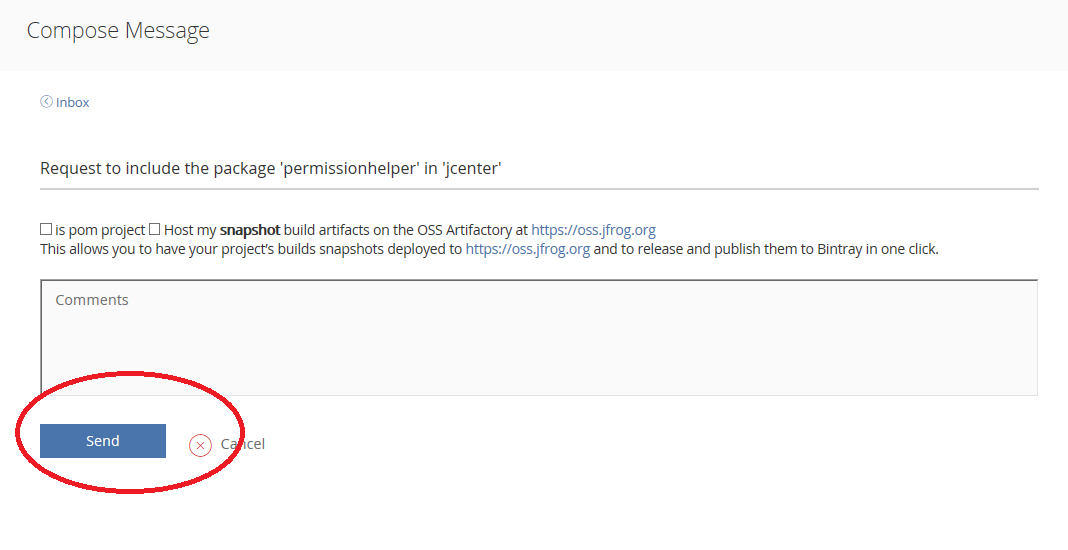 Compose Message
Inbox
Request to include the package 'permissionhelper' in 'jcenter'
is pom project Host my snapshot build artifacts on the OSS Artifactory at https://oss.jfrog.org
This allows you to have your project's builds snapshots deployed to https://oss.jfrog.org and to release and publish them to Bintray in one click.
Comments
Send Cancel